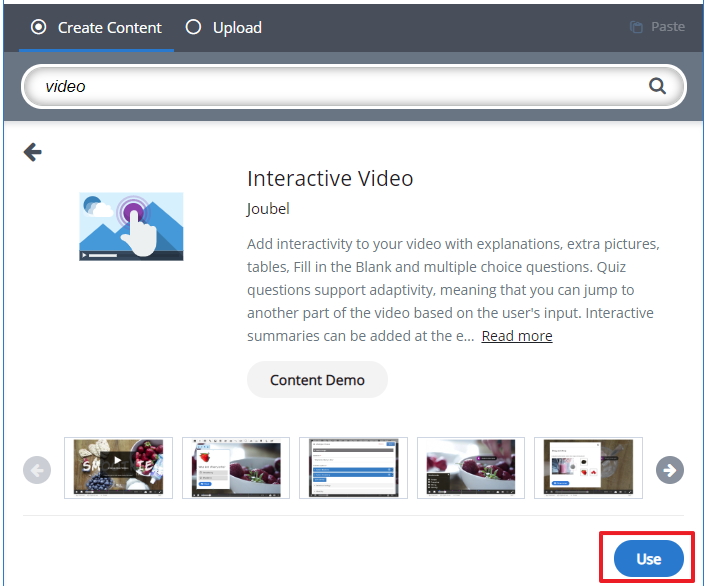 Create Content Upload Paste
video
Interactive Video
Joubel
Add interactivity to your video with explanations, extra pictures,
tables, Fill in the Blank and multiple choice questions. Quiz
questions support adaptivity, meaning that you can jump to
another part of the video based on the user's input. Interactive
summaries can be added at the e... Read more
Content Demo
Use